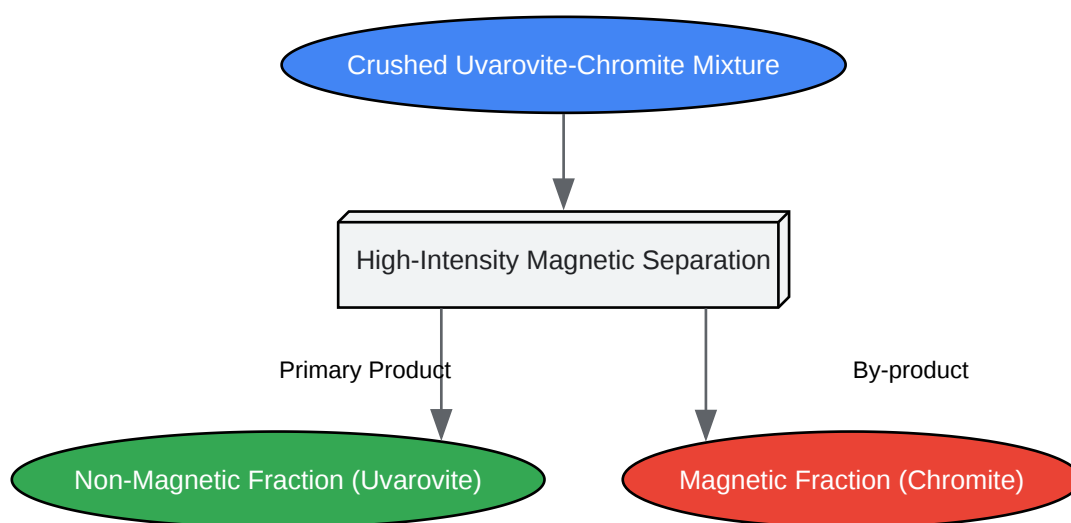 Crushed Uvarovite-Chromite Mixture
High-Intensity Magnetic Separation
Primary Product
By-product
Non-Magnetic Fraction (Uvarovite)
Magnetic Fraction (Chromite)